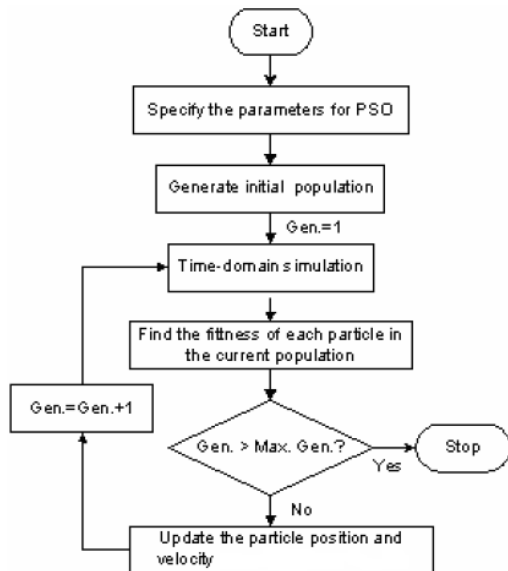 Start
Specify the parameters for PSO
Generate initial population
Gen.=1
Time-domain simulation
Find the fittness of each particle in
the current population
Gen.=Gen.+1
Gen. > Max. Gen.?
Stop
Yes
No
Update the particle position and
velocity